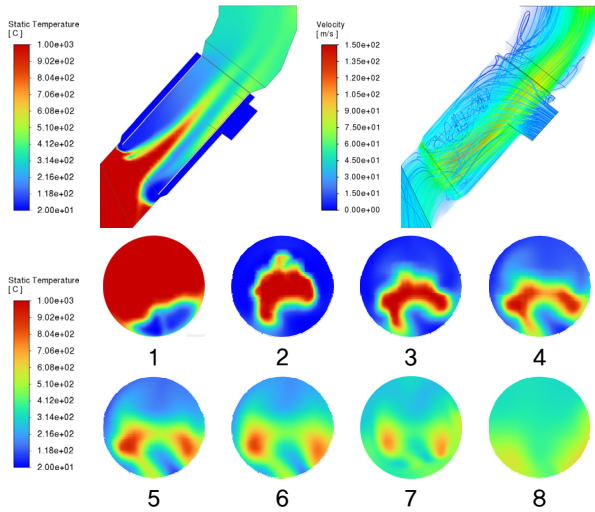 Static Temperature
[ C ]
1.00e+03
9.02e+02
8.04e+02
7.06e+02
6.08e+02
5.10e+02
4.12e+02
3.14e+02
2.16e+02
1.18e+02
2.00e+01
Velocity
[ m/s ]
1.50e+02
1.35e+02
1.20e+02
1.05e+02
9.00e+01
7.50e+01
6.00e+01
4.50e+01
3.00e+01
1.50e+01
0.00e+00
Static Temperature
[ C ]
1.00e+03
9.02e+02
8.04e+02
7.06e+02
6.08e+02
5.10e+02
4.12e+02
3.14e+02
2.16e+02
1.18e+02
2.00e+01
1
2
3
4
5
6
7
8